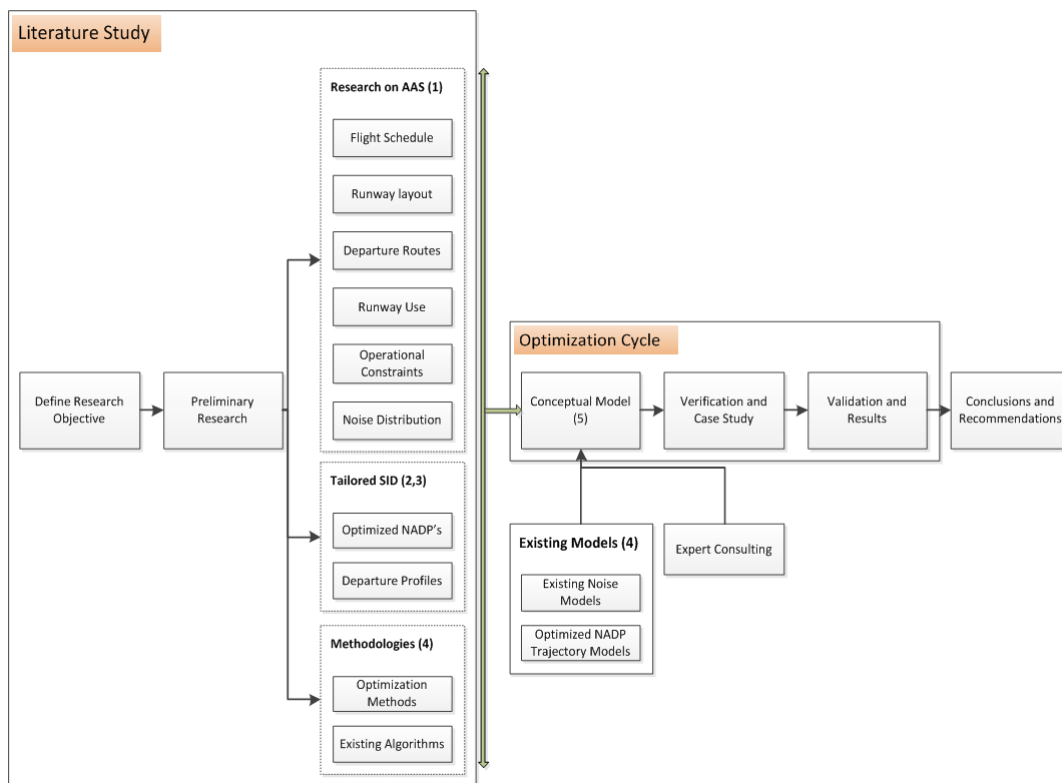 Literature Study
Research on AAS (1)
Flight Schedule
Runway layout
Departure Routes
Runway Use
Operational
Constraints
Noise Distribution
Define Research
Objective
Preliminary
Research
Tailored SID (2,3)
Optimized NADP's
Departure Profiles
Methodologies (4)
Optimization
Methods
Existing Algorithms
Optimization Cycle
Conceptual Model
(5)
Verification and
Case Study
Validation and
Results
Conclusions and
Recommendations
Existing Models (4)
Existing Noise
Models
Optimized NADP
Trajectory Models
Expert Consulting